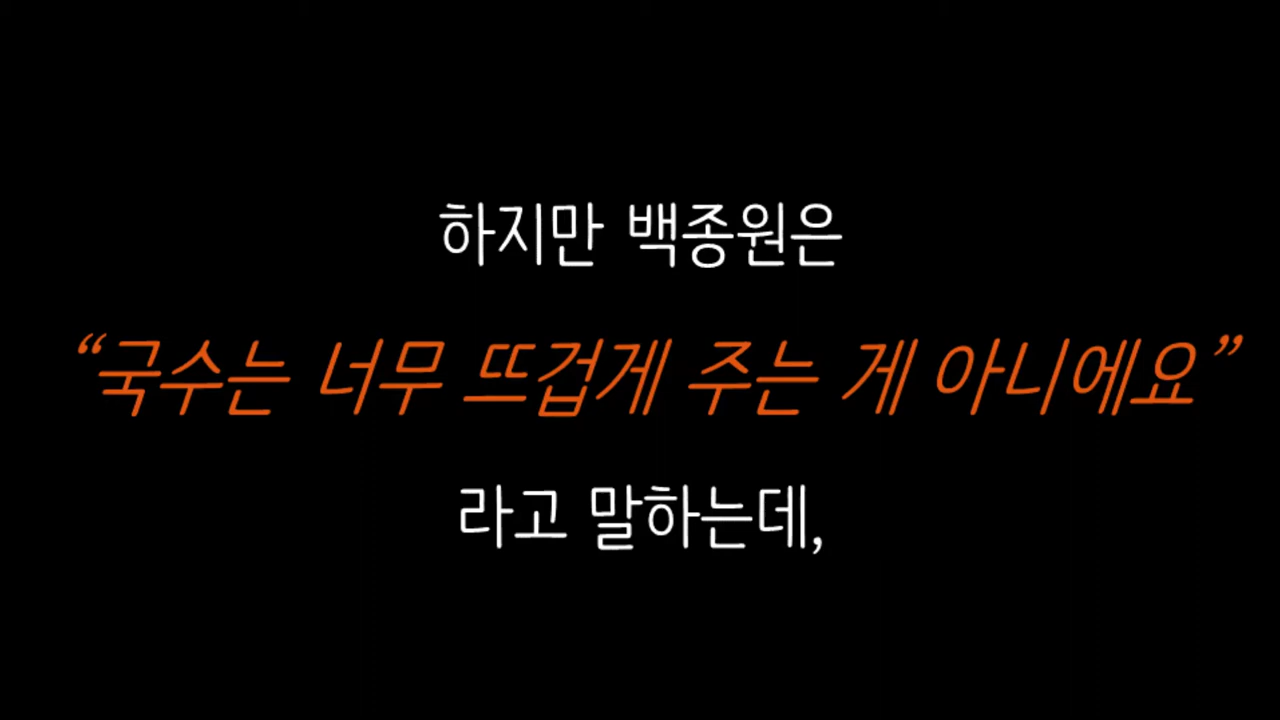 하지만 백종원은
“국수는 너무 뜨겁게 주는 게 아니에요”
라고 말하는데,